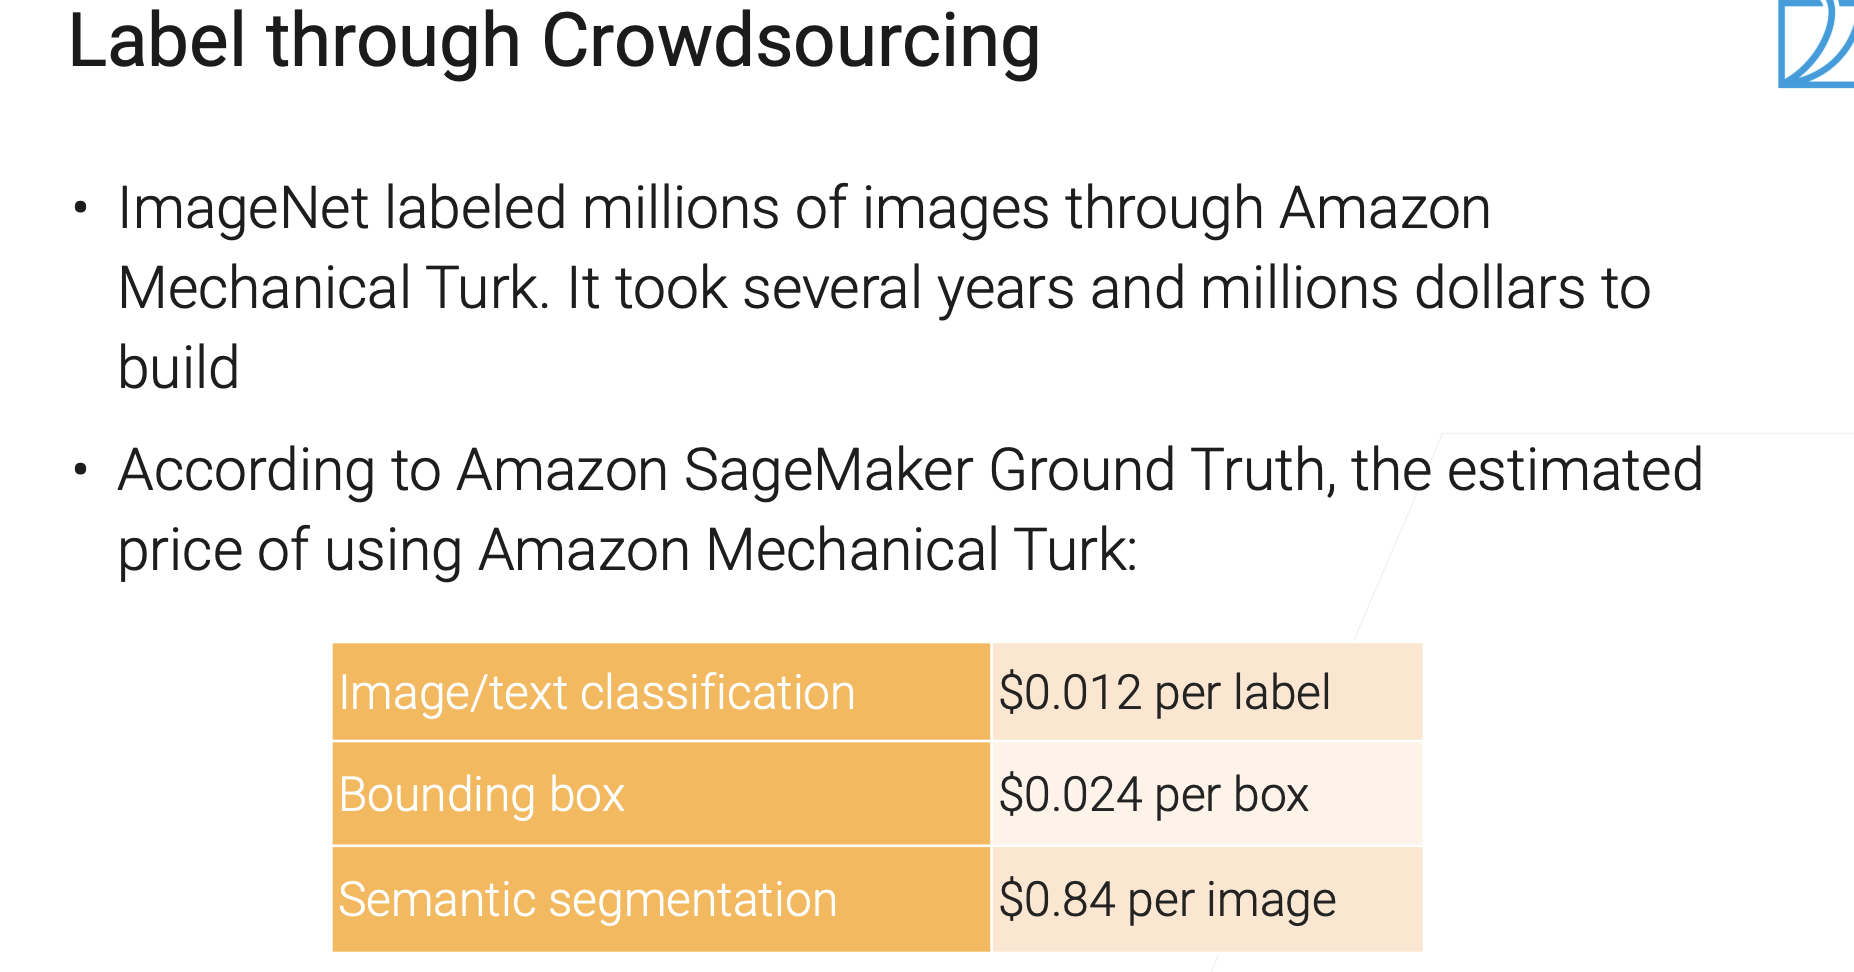 Label through Crowdsourcing
• ImageNet labeled millions of images through Amazon
Mechanical Turk. It took several years and millions dollars to
build
• According to Amazon SageMaker Ground Truth, the estimated
price of using Amazon Mechanical Turk:
Image/text classification $0.012 per label
Bounding box $0.024 per box
Semantic segmentation $0.84 per image